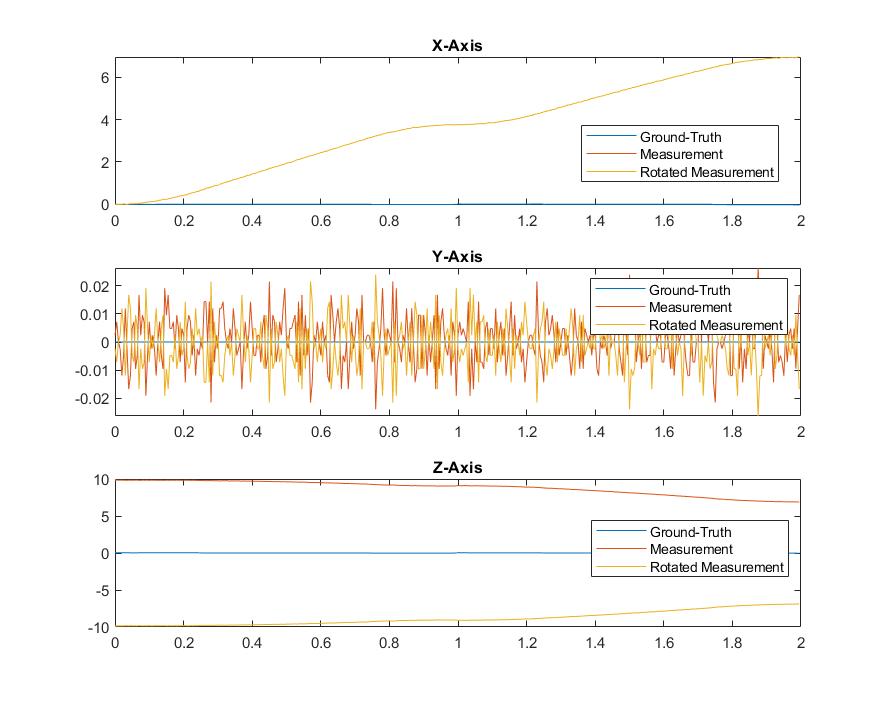 X-Axis
6
4
2
0
Ground-Truth
Measurement
Rotated Measurement
0 0.2 0.4 0.6 0.8 1 1.2 1.4 1.6 1.8 2
Y-Axis
0.02
0.01
0
-0.01
-0.02
Ground-Truth
Measurement
Rotated Measurement
0 0.2 0.4 0.6 0.8 1 1.2 1.4 1.6 1.8 2
Z-Axis
10
5
0
-5
-10
Ground-Truth
Measurement
Rotated Measurement
0 0.2 0.4 0.6 0.8 1 1.2 1.4 1.6 1.8 2